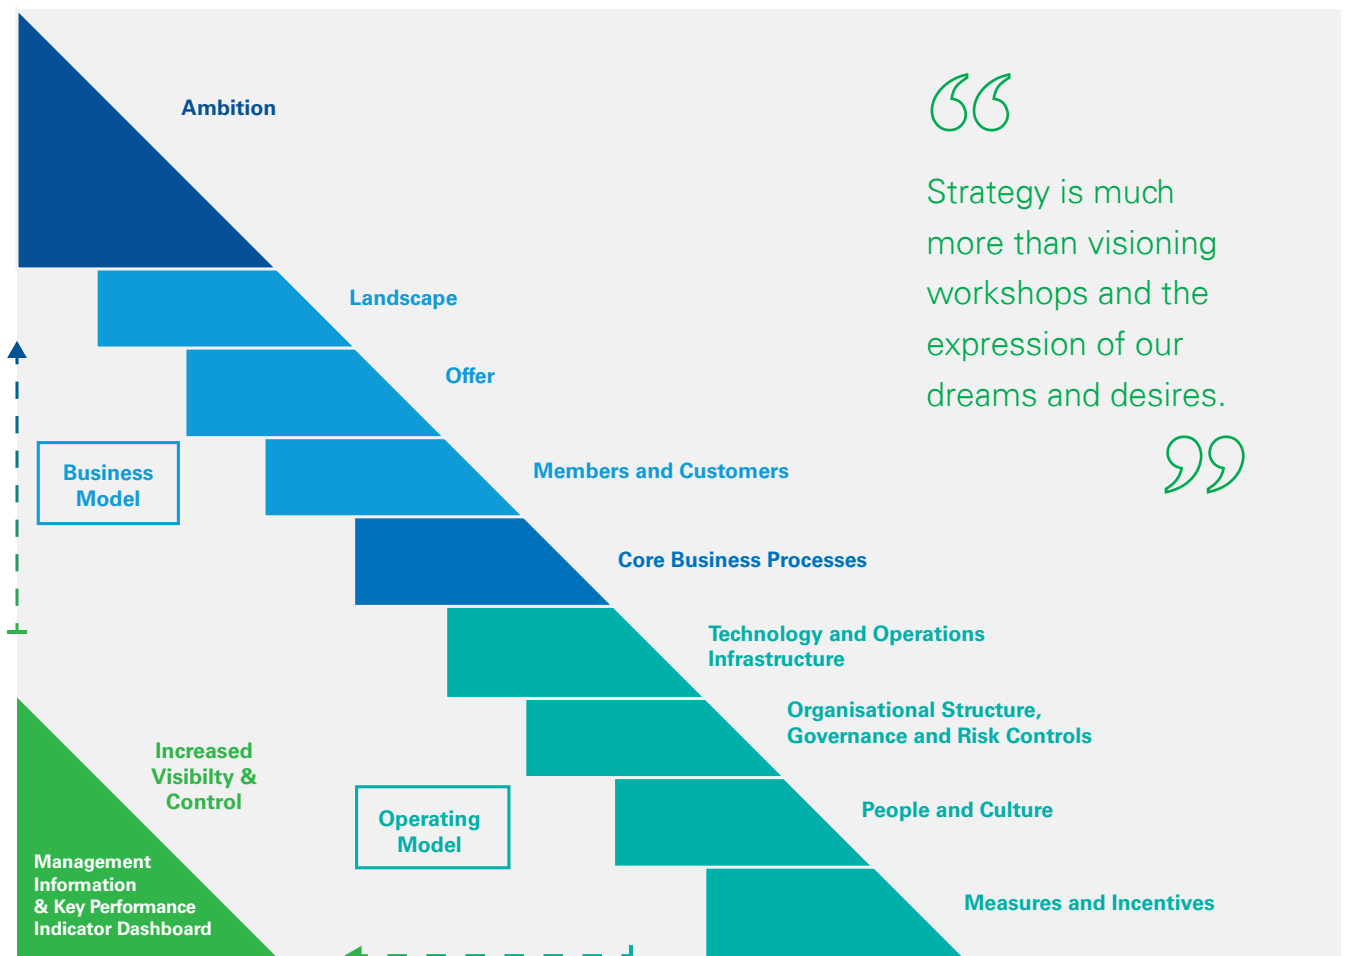 Ambition
“
Strategy is much
more than visioning
workshops and the
expression of our
dreams and desires.
”
Landscape
Offer
Business
Model
Members and Customers
Core Business Processes
Technology and Operations
Infrastructure
Organisational Structure,
Governance and Risk Controls
Increased
Visibilty &
Control
Operating
Model
People and Culture
Management
Information
& Key Performance
Indicator Dashboard
Measures and Incentives